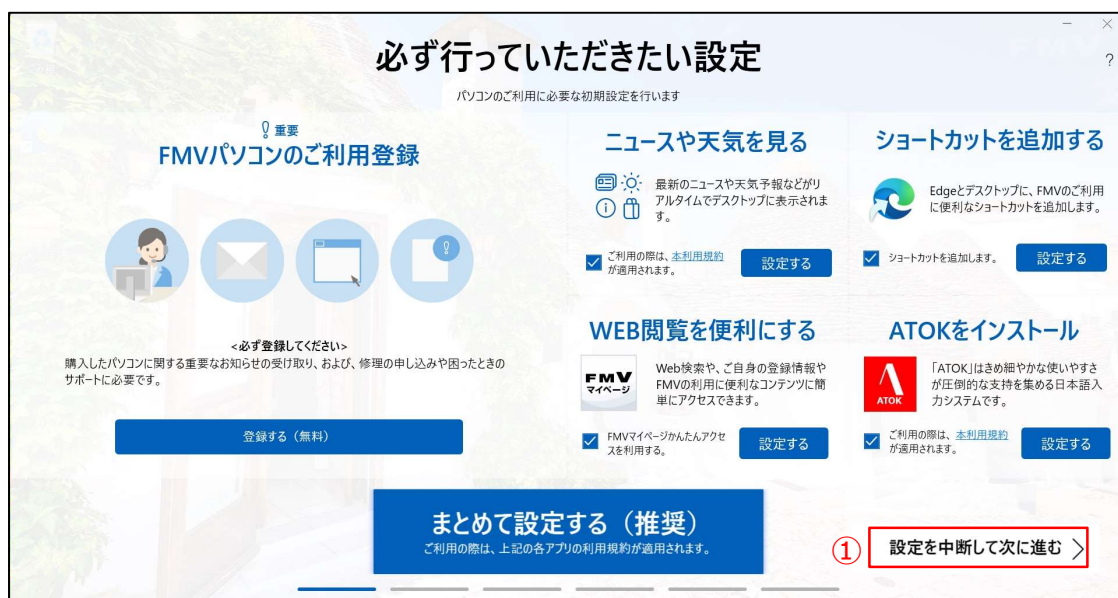 必ず行っていただきたい設定
?
パソコンのご利用に必要な初期設定を行います
重要
FMVパソコンのご利用登録
<必ず登録してください>
購入したパソコンに関する重要なお知らせの受け取り、および、修理の申し込みや困ったときの
サポートに必要です。
登録する（無料）
ニュースや天気を見る
最新のニュースや天気予報などがリ
アルタイムでデスクトップに表示されま
す。
ご利用の際は、本利用規約
が適用されます。
設定する
ショートカットを追加する
Edgeとデスクトップに、FMVのご利用
に便利なショートカットを追加します。
ショートカットを追加します。
設定する
WEB閲覧を便利にする
FMV
マイページ
Web検索や、ご自身の登録情報や
FMVの利用に便利なコンテンツに簡
単にアクセスできます。
FMVマイページかんたんアクセ
スを利用する。
設定する
ATOKをインストール
ATOK
「ATOK」はきめ細やかな使いやすさ
が圧倒的な支持を集める日本語入
力システムです。
ご利用の際は、本利用規約
が適用されます。
設定する
まとめて設定する（推奨）
ご利用の際は、上記の各アプリの利用規約が適用されます。
① 設定を中断して次に進む